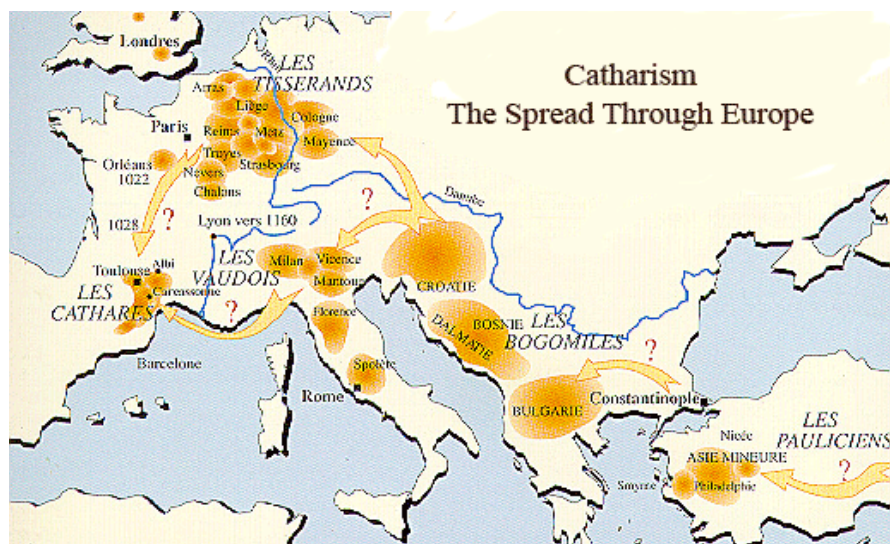 Catharism
The Spread Through Europe
Londres
Rhin
LES
TISSERANDS
Arras
Liège
Cologne
Paris
Reims
Metz
Mayence
Orléans
1022
Troyes
Strasbourg
Nevers
Chalons
Danube
?
?
1028
Lyon vers 1160
Albi
Toulouse
LES
CATHARES
Carcassonne
LES
VAUDOIS
Milan
Vicence
Mantoue
CROATIE
?
Florence
DALMATIE
BOSNIE
LES
BOGOMILES
?
Barcelone
Spolète
Rome
BULGARIE
Constantinople
LES
PAULICIENS
Nicée
ASIE MINEURE
?
Smyrne
Philadelphie